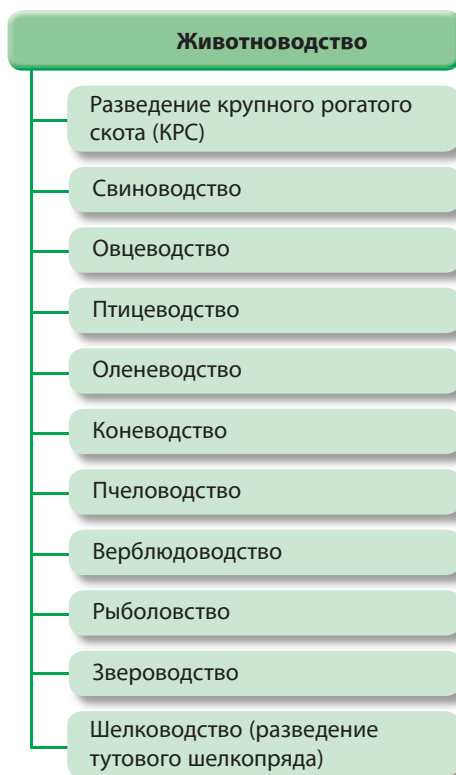 Животноводство
Разведение крупного рогатого
скота (КРС)
Свиноводство
Овцеводство
Птицеводство
Оленеводство
Коневодство
Пчеловодство
Верблюдоводство
Рыболовство
Звероводство
Шелководство (разведение
тутового шелкопряда)